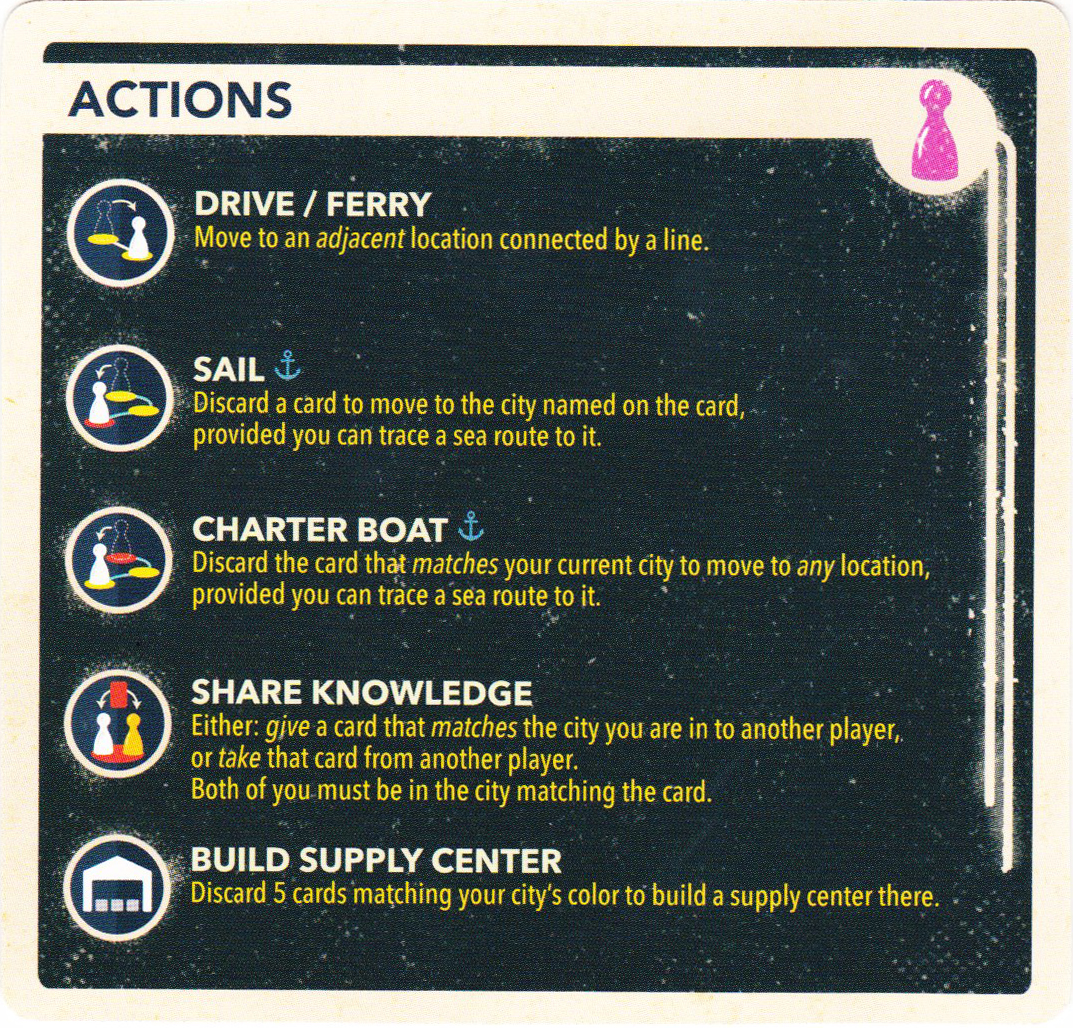 ACTIONS
DRIVE / FERRY
Move to an adjacent location connected by a line.
SAIL
Discard a card to move to the city named on the card,
provided you can trace a sea route to it.
CHARTER BOAT
Discard the card that matches your current city to move to any location,
provided you can trace a sea route to it.
SHARE KNOWLEDGE
Either: give a card that matches the city you are in to another player,
or take that card from another player.
Both of you must be in the city matching the card.
BUILD SUPPLY CENTER
Discard 5 cards matching your city's color to build a supply center there.